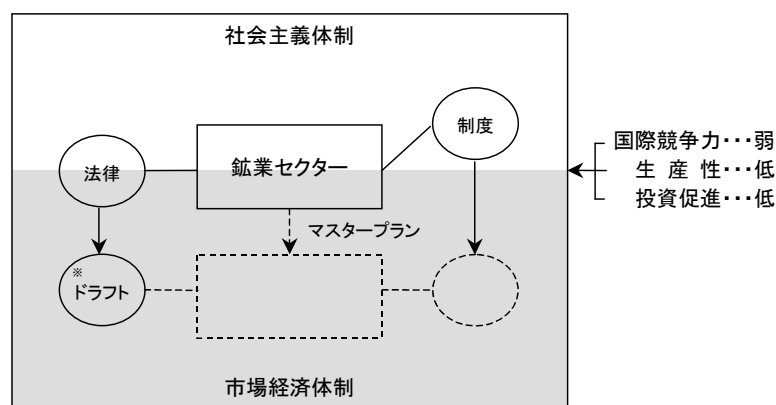 社会主義体制
制度
国際競争力・・・弱
法律
鉱業セクター
生産性・・・低
投資促進・・・低
マスタープラン
※
ドラフト
市場経済体制